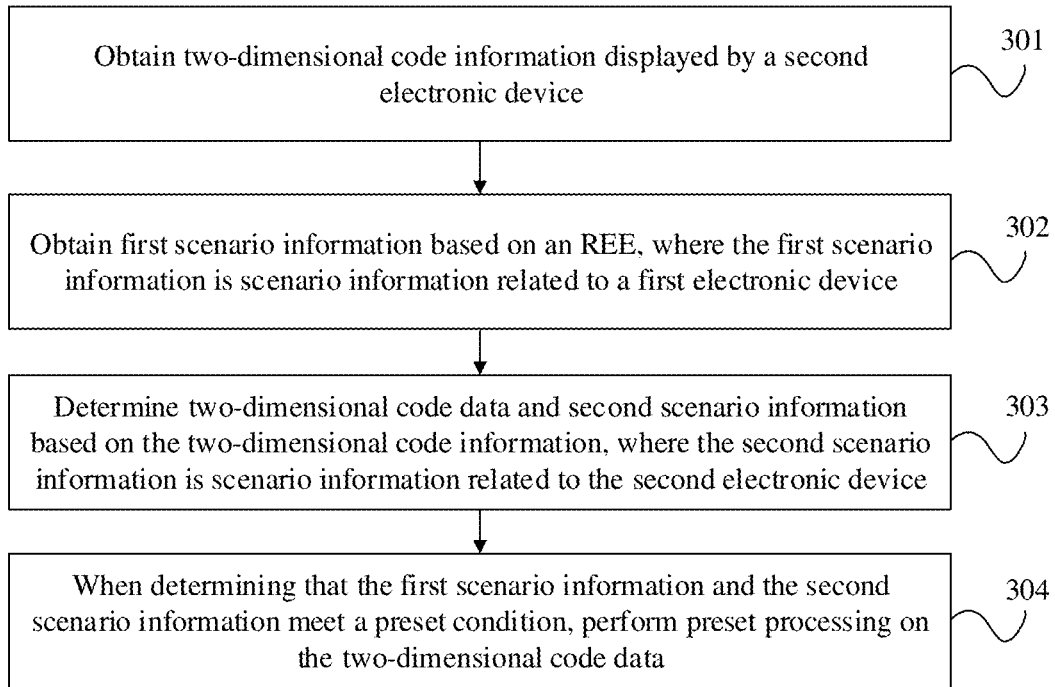 Obtain two-dimensional code information displayed by a second
electronic device
301
Obtain first scenario information based on an REE, where the first scenario
information is scenario information related to a first electronic device
302
Determine two-dimensional code data and second scenario information
based on the two-dimensional code information, where the second scenario
information is scenario information related to the second electronic device
303
When determining that the first scenario information and the second
scenario information meet a preset condition, perform preset processing on
the two-dimensional code data
304